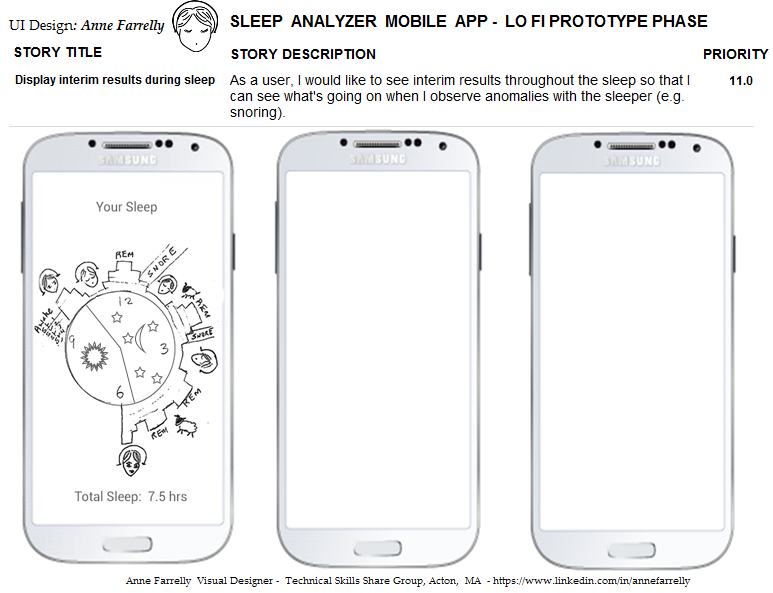 UI Design: Anne Farrelly
SLEEP ANALYZER MOBILE APP - LO FI PROTOTYPE PHASE
STORY TITLE
STORY DESCRIPTION
PRIORITY
Display interim results during sleep
As a user, I would like to see interim results throughout the sleep so that I
can see what's going on when I observe anomalies with the sleeper (e.g.
snoring).
11.0
SAMSUNG
SAMSUNG
SAMSUNG
Your Sleep
REM
SNORE
Awake
REM
SNORE
12
9
3
6
REM
REM
Total Sleep: 7.5 hrs
Anne Farrelly Visual Designer - Technical Skills Share Group, Acton, MA - https://www.linkedin.com/in/annefarrelly